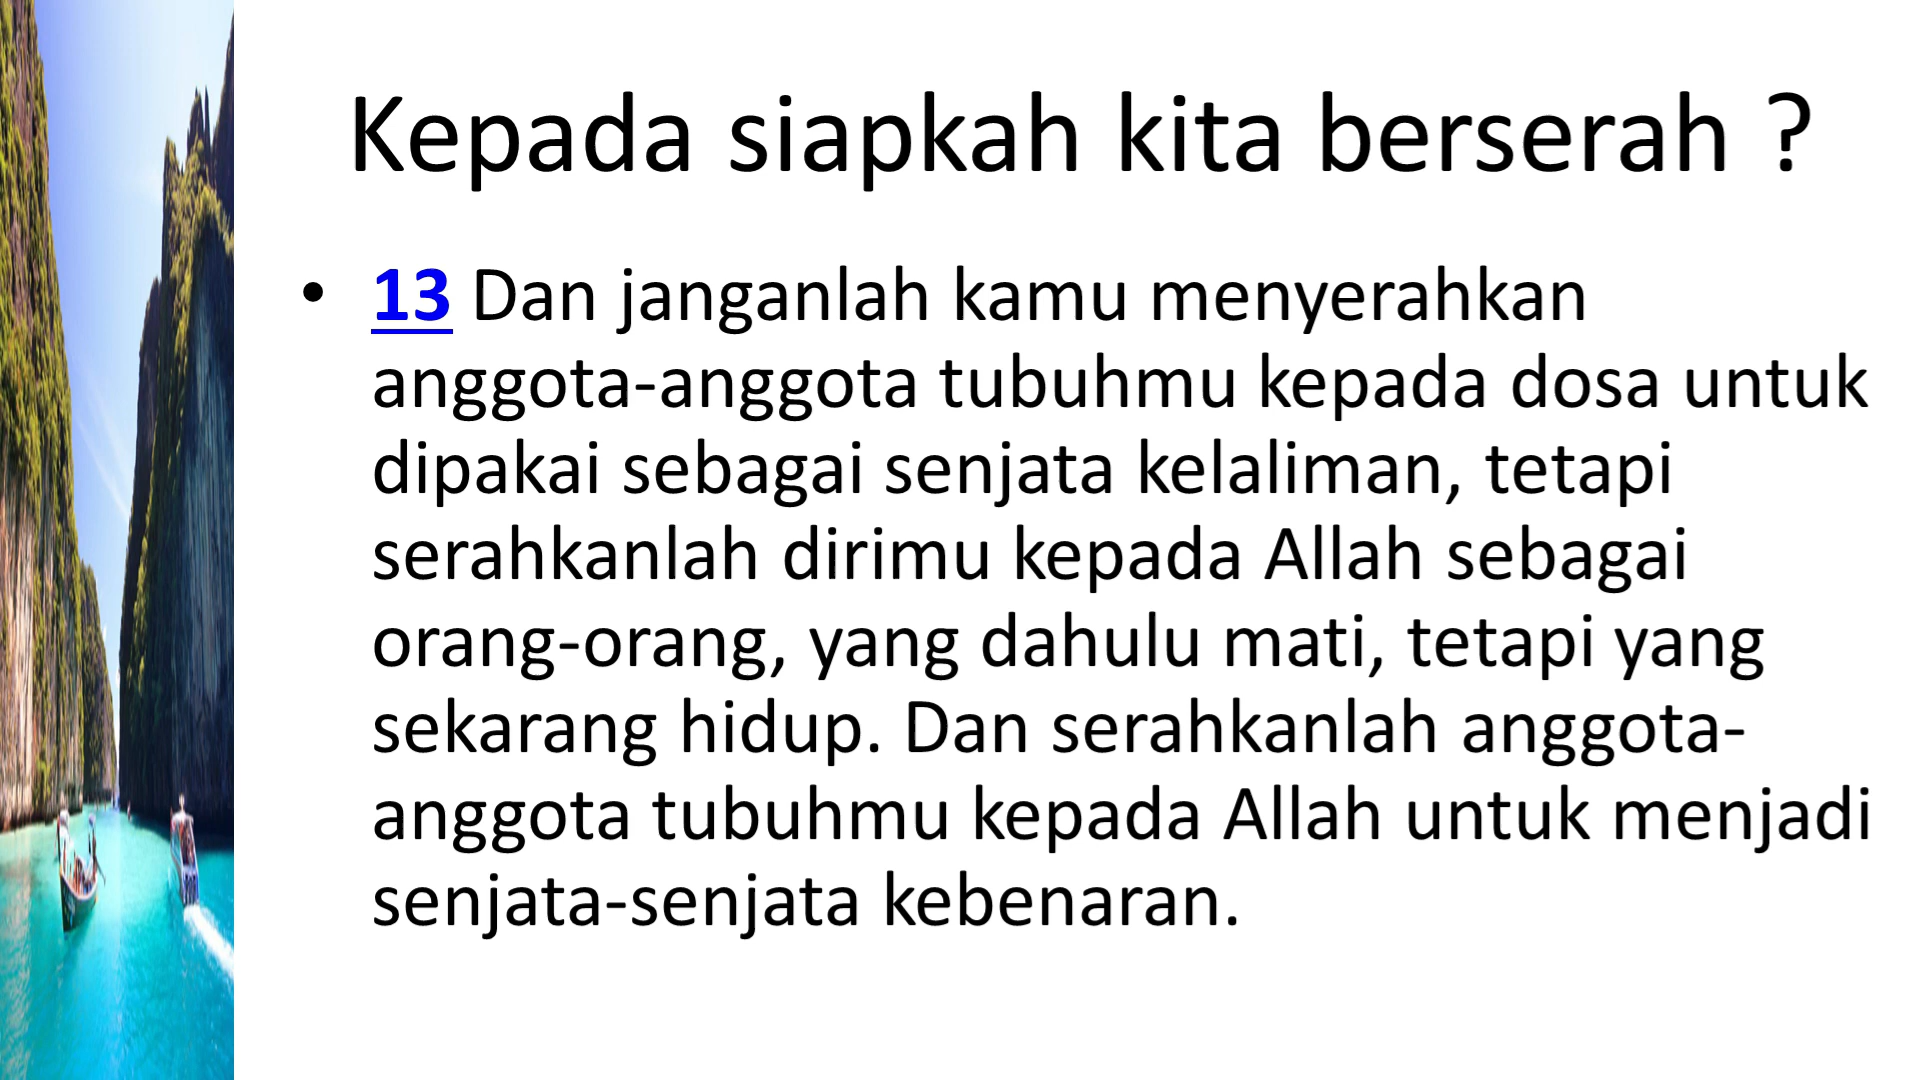 Kepada siapkah kita berserah ?
• 13 Dan janganlah kamu menyerahkan
anggota-anggota tubuhmu kepada dosa untuk
dipakai sebagai senjata kelaliman, tetapi
serahkanlah dirimu kepada Allah sebagai
orang-orang, yang dahulu mati, tetapi yang
sekarang hidup. Dan serahkanlah anggota-
anggota tubuhmu kepada Allah untuk menjadi
senjata-senjata kebenaran.